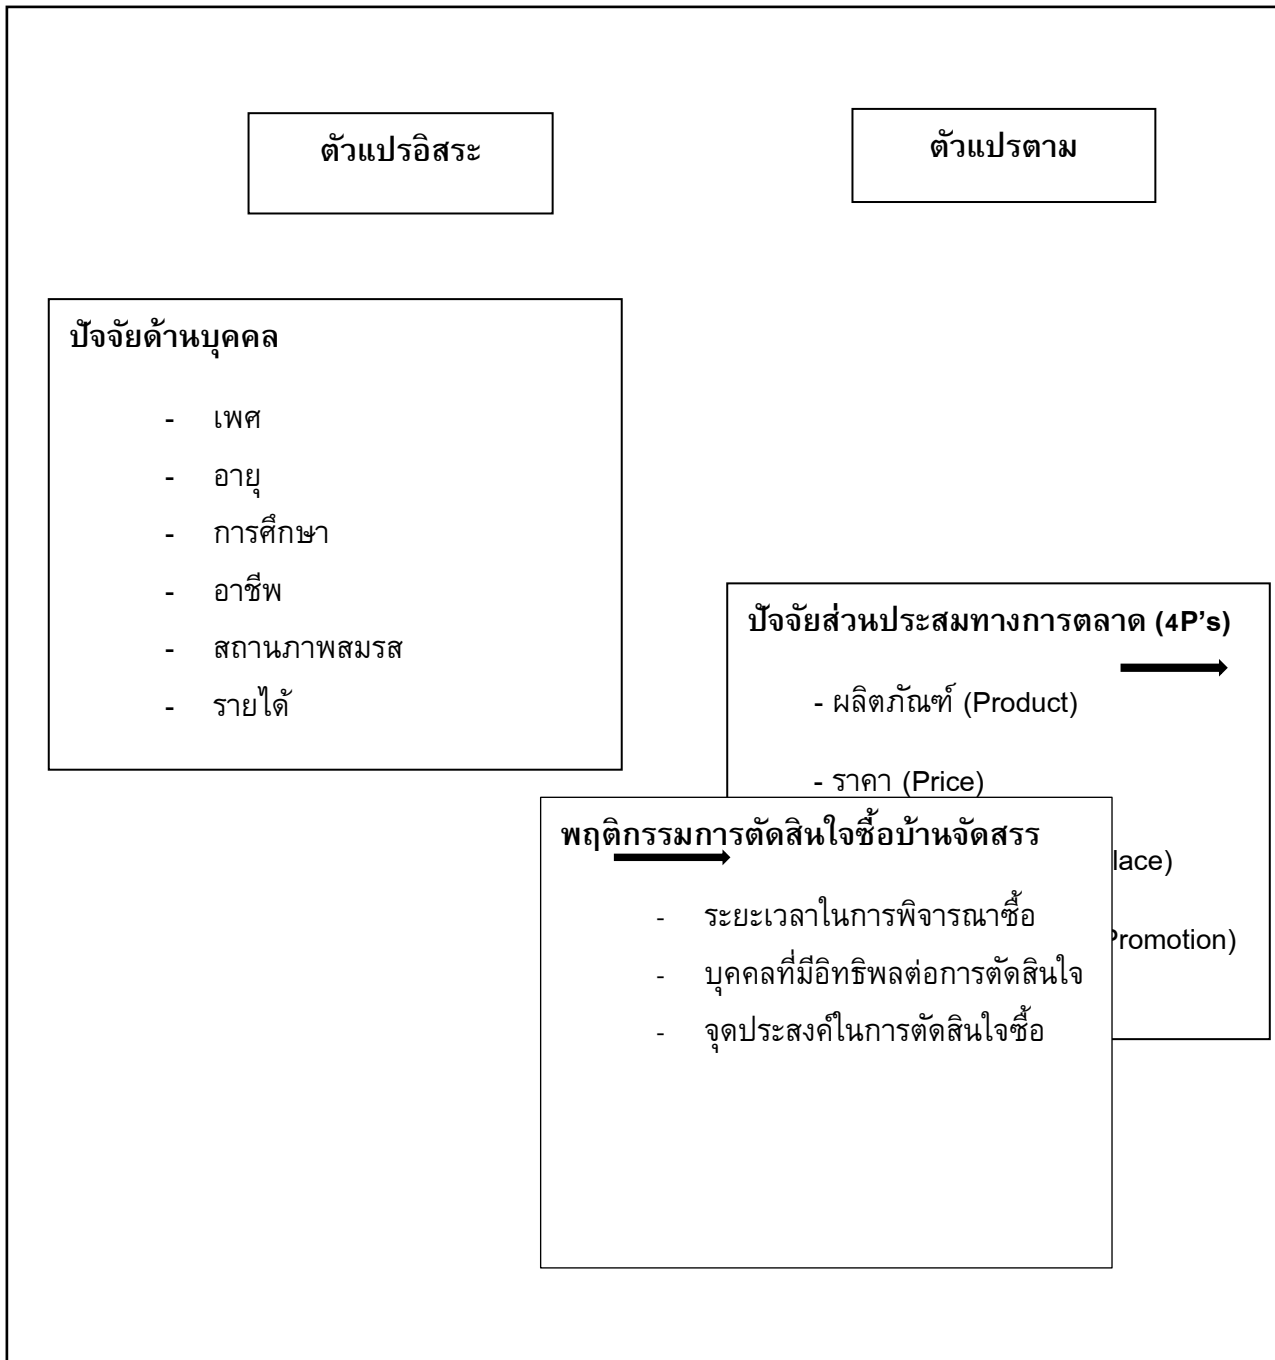 ตัวแปรอิสระ
ตัวแปรตาม
ปัจจัยด้านบุคคล
- เพศ
- อายุ
- การศึกษา
- อาชีพ
- สถานภาพสมรส
- รายได้
ปัจจัยส่วนประสมทางการตลาด (4P’s)
- ผลิตภัณฑ์ (Product)
- ราคา (Price)
lace)
Promotion)
พฤติกรรมการตัดสินใจซื้อบ้านจัดสรร
- ระยะเวลาในการพิจารณาซื้อ
- บุคคลที่มีอิทธิพลต่อการตัดสินใจ
- จุดประสงค์ในการตัดสินใจซื้อ